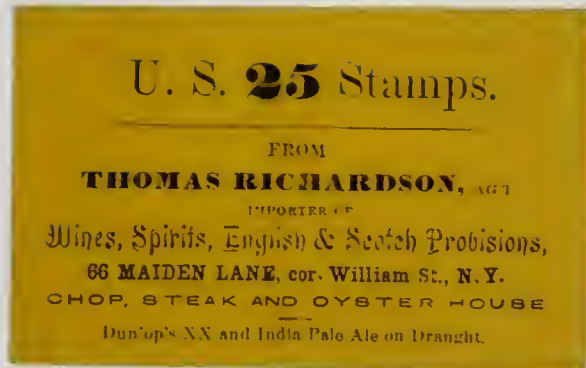 U. S. 25 Stamps.
FROM
THOMAS RICHARDSON, AGT
IMPORTER OF
Wines, Spirits, English & Scotch Provisions,
66 MAIDEN LANE, cor. William St., N. Y.
CHOP, STEAK AND OYSTER HOUSE
Dunlop's XX and India Pale Ale on Draught.